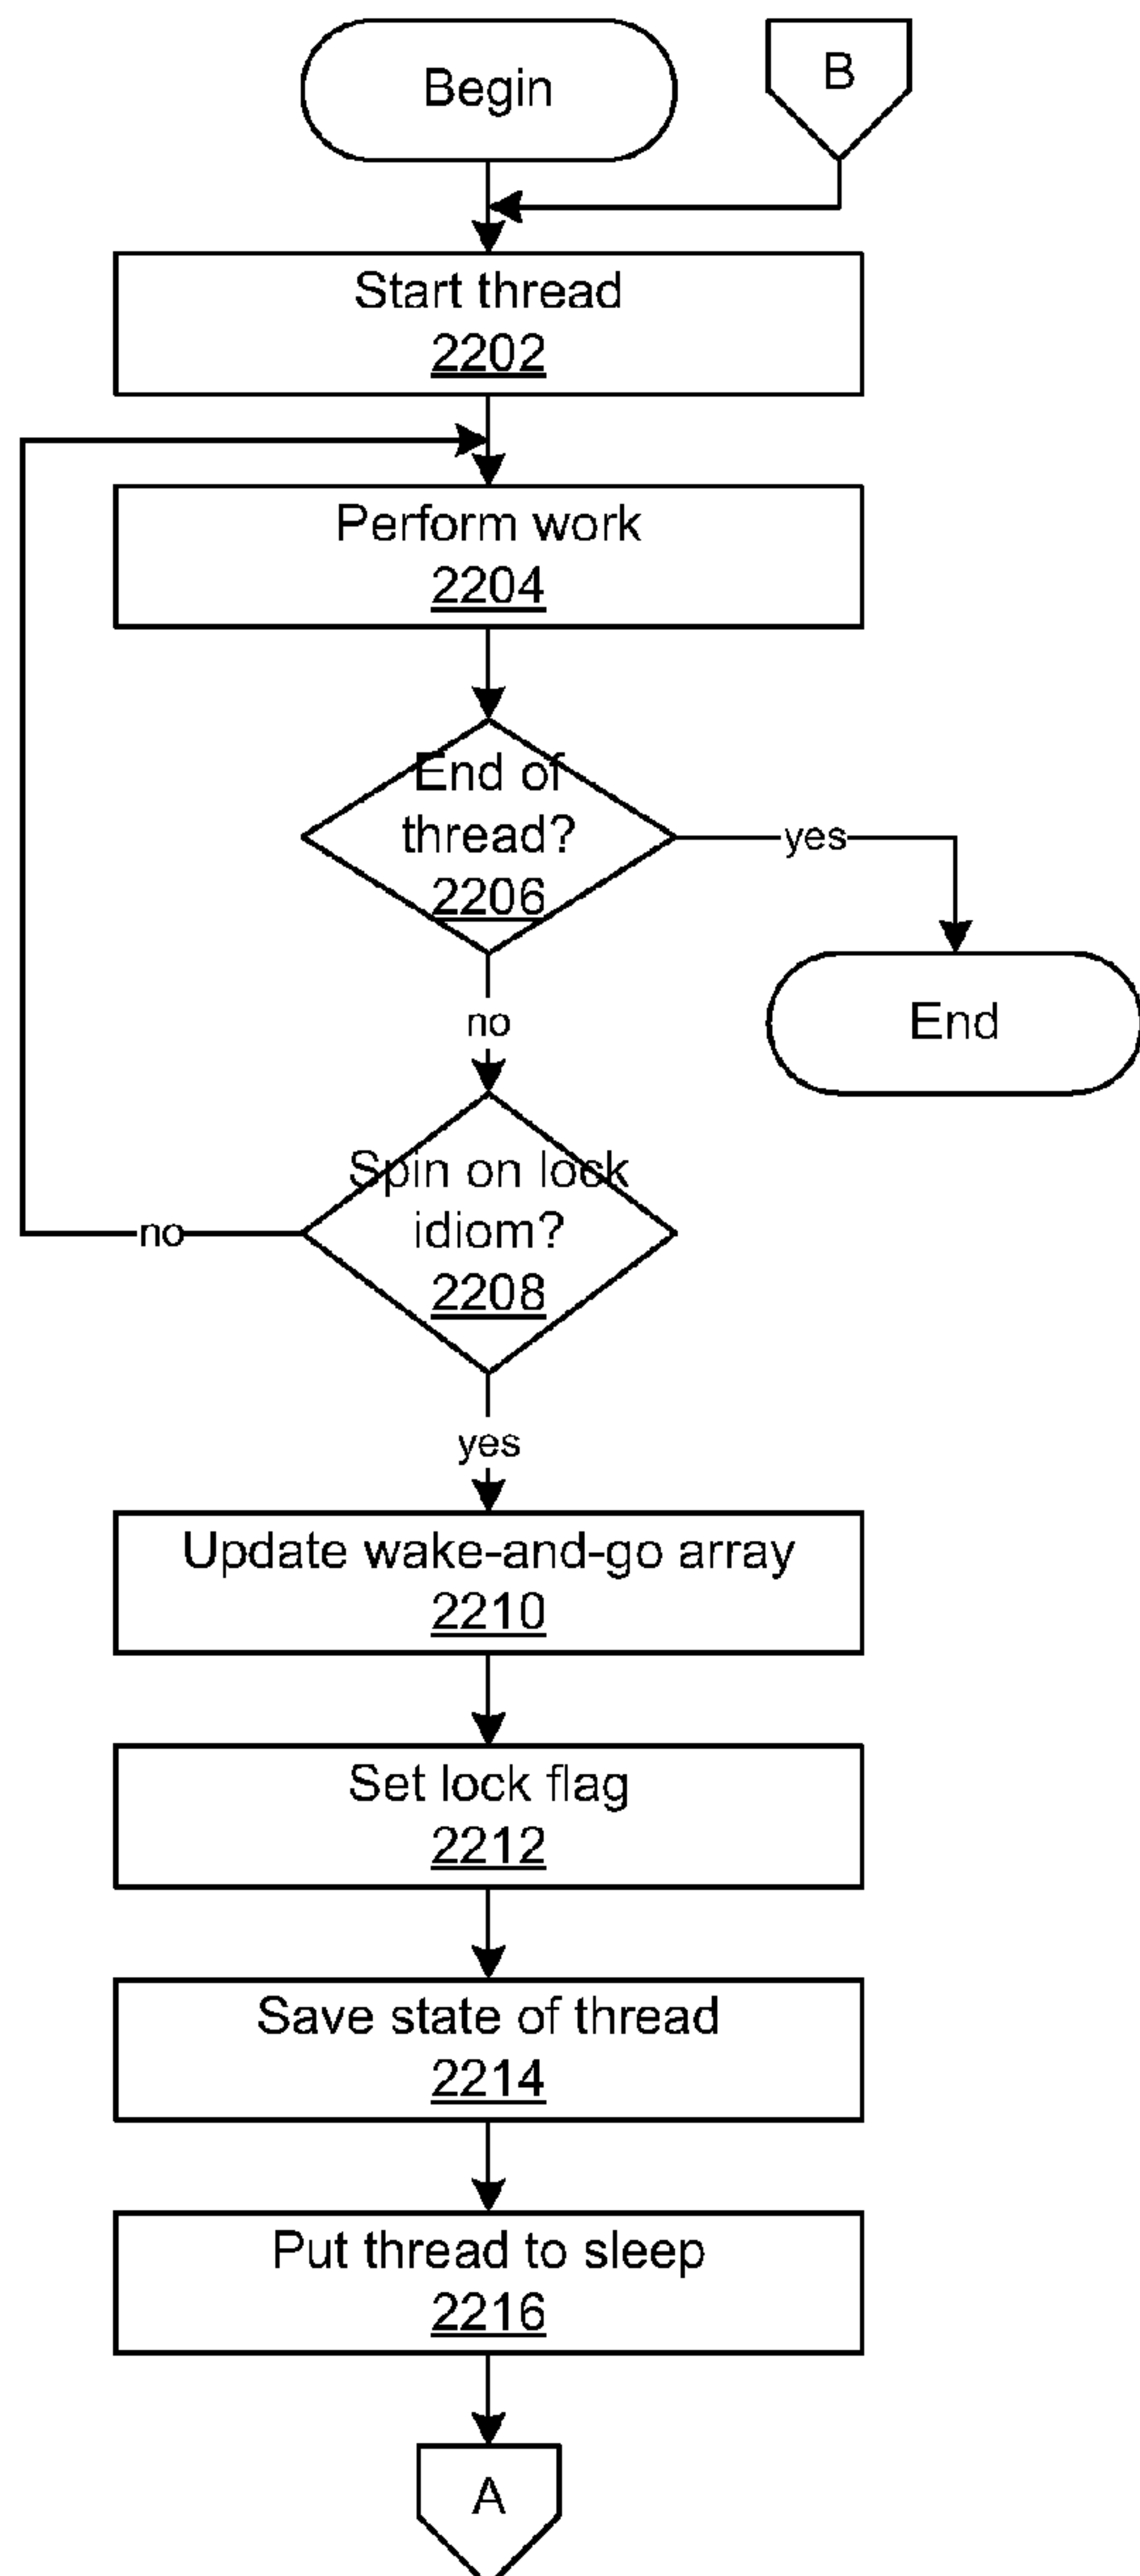 Begin
B
Start thread
2202
Perform work
2204
End of
thread?
2206
yes
End
no
Spin on lock
idiom?
2208
no
yes
Update wake-and-go array
2210
Set lock flag
2212
Save state of thread
2214
Put thread to sleep
2216
A